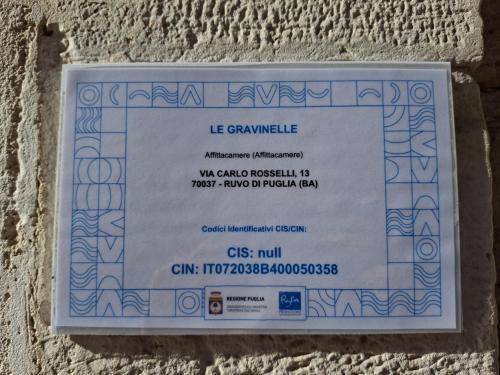 LE GRAVINELLE
Affittacamere (Affittacamere)
VIA CARLO ROSSELLI, 13
70037 - RUVO DI PUGLIA (BA)
Codici Identificativi CIS/CIN:
CIS: null
CIN: IT072038B400050358
REGIONE PUGLIA
Puglia